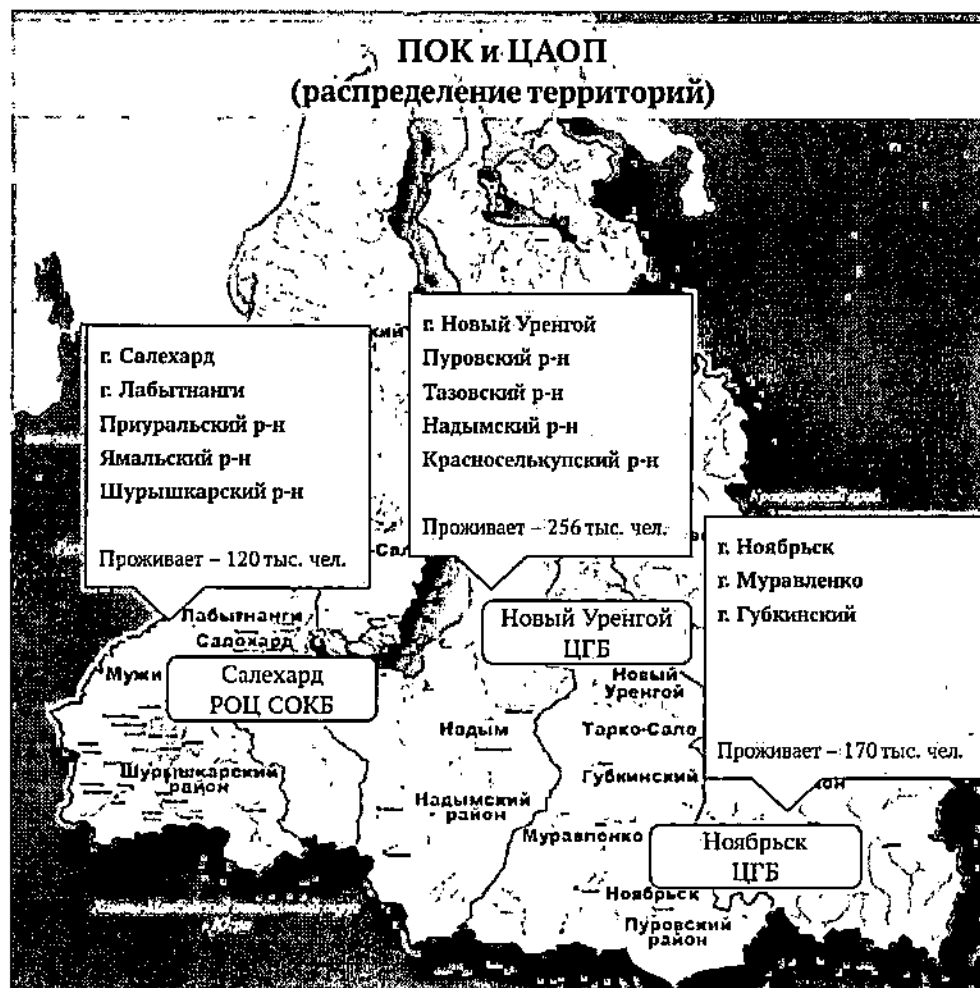 ПОК и ЦАОП
(распределение территорий)
г. Салехард
г. Лабытнанги
Приуральский р-н
Ямальский р-н
Шурышкарский р-н
Проживает – 120 тыс. чел.
г. Новый Уренгой
Пуровский р-н
Тазовский р-н
Надымский р-н
Красноселькупский р-н
Проживает – 256 тыс. чел.
г. Ноябрьск
г. Муравленко
г. Губкинский
Проживает – 170 тыс. чел.
Лабытнанги
Салохард
Мужи
Салехард
РОЦ СОКБ
Шурышкарский
район
Новый Уренгой
ЦГБ
Новый
Уренгой
Надым
Тарко-Сале
Губкинский
Надымский
район
Муравленко
Ноябрьск
ЦГБ
Ноябрьск
Пуровский
район